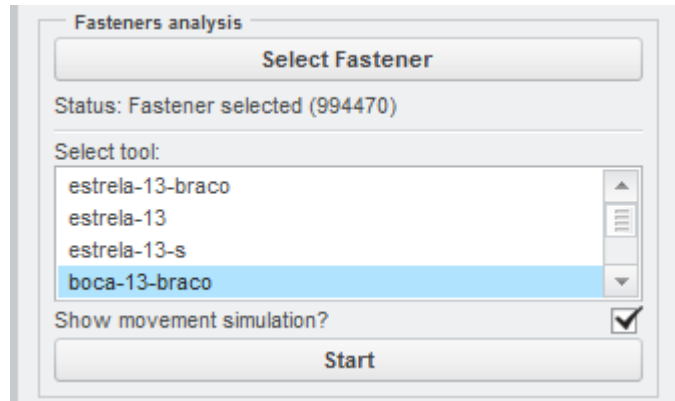 Fasteners analysis
Select Fastener
Status: Fastener selected (994470)
Select tool:
estrela-13-braco
estrela-13
estrela-13-s
boca-13-braco
Show movement simulation?
Start